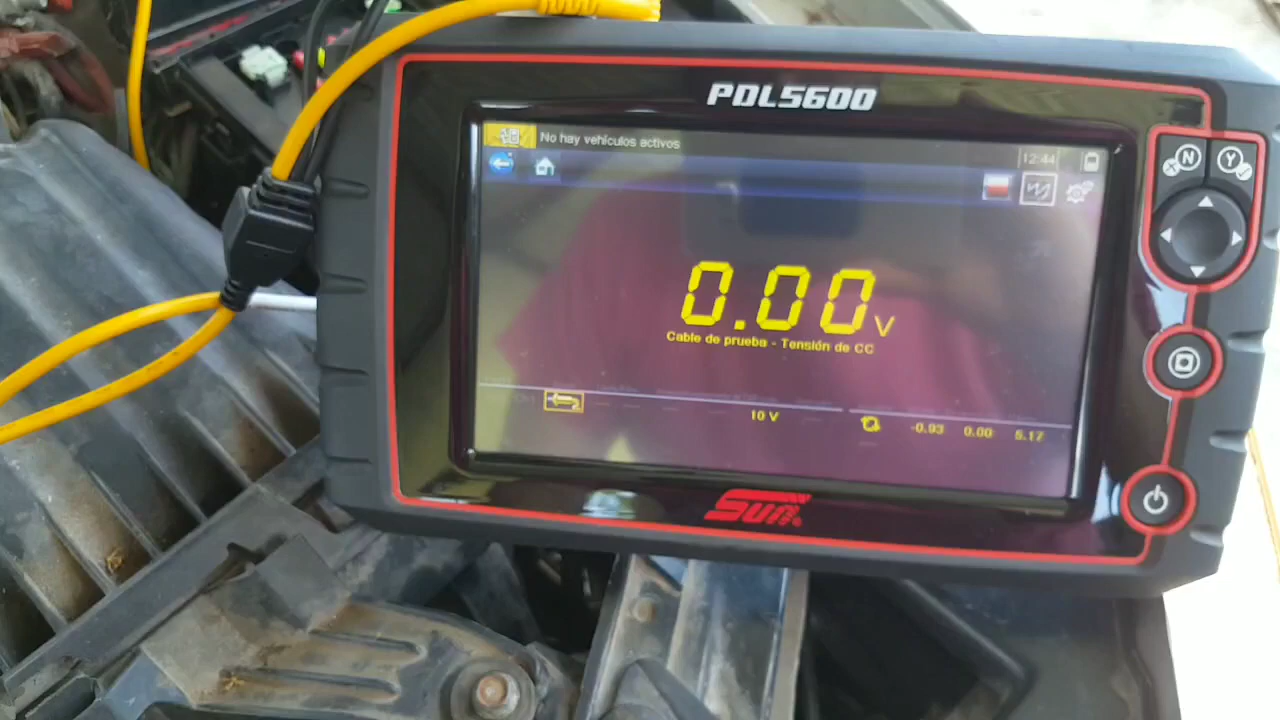 PDL5600
No hay vehículos activos
12:44
N
Y
0.00 V
Cable de prueba - Tensión de CC
10 V
-0.93 0.00 5.17
Sun